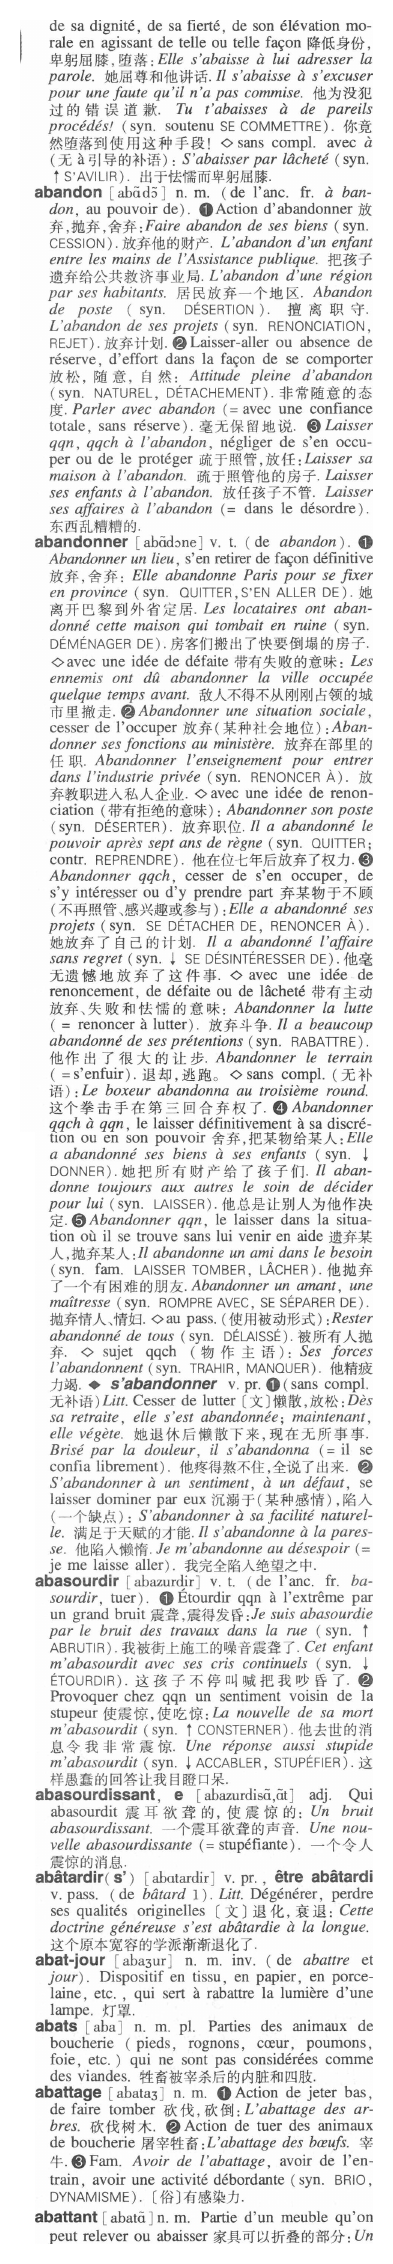 de sa dignité, de sa fierté, de son élévation mo-
rale en agissant de telle ou telle façon 降低身份,
卑躬屈膝,堕落: Elle s'abaisse à lui adresser la
parole. 她屈尊和他讲话. Il s'abaisse à s'excuser
pour une faute qu'il n'a pas commise. 他为没犯
过的错误道歉. Tu t'abaisses à de pareils
procédés! (syn. soutenu SE COMMETTRE). 你竟
然堕落到使用这种手段! ◇ sans compl. avec à
(无 à 引导的补语): S'abaisser par lâcheté (syn.
↑ S'AVILIR). 出于怯懦而卑躬屈膝.
abandon [abɑ̃dɔ̃] n. m. (de l'anc. fr. à ban-
don, au pouvoir de). ❶ Action d'abandonner 放
弃,抛弃,舍弃: Faire abandon de ses biens (syn.
CESSION). 放弃他的财产. L'abandon d'un enfant
entre les mains de l'Assistance publique. 把孩子
遗弃给公共救济事业局. L'abandon d'une région
par ses habitants. 居民放弃一个地区. Abandon
de poste (syn. DÉSERTION). 擅离职守.
L'abandon de ses projets (syn. RENONCIATION,
REJET). 放弃计划. ❷ Laisser-aller ou absence de
réserve, d'effort dans la façon de se comporter
放松, 随意, 自然: Attitude pleine d'abandon
(syn. NATUREL, DÉTACHEMENT). 非常随意的态
度. Parler avec abandon (= avec une confiance
totale, sans réserve). 毫无保留地说. ❸ Laisser
qqn, qqch à l'abandon, négliger de s'en occu-
per ou de le protéger 疏于照管,放任: Laisser sa
maison à l'abandon. 疏于照管他的房子. Laisser
ses enfants à l'abandon. 放任孩子不管. Laisser
ses affaires à l'abandon (= dans le désordre).
东西乱糟糟的.
abandonner [abɑ̃dɔne] v. t. (de abandon). ❶
Abandonner un lieu, s'en retirer de façon définitive
放弃,舍弃: Elle abandonne Paris pour se fixer
en province (syn. QUITTER, S'EN ALLER DE). 她
离开巴黎到外省定居. Les locataires ont aban-
donné cette maison qui tombait en ruine (syn.
DÉMÉNAGER DE). 房客们搬出了快要倒塌的房子.
◇ avec une idée de défaite 带有失败的意味: Les
ennemis ont dû abandonner la ville occupée
quelque temps avant. 敌人不得不从刚刚占领的城
市里撤走. ❷ Abandonner une situation sociale,
cesser de l'occuper 放弃(某种社会地位): Aban-
donner ses fonctions au ministère. 放弃在部里的
任职. Abandonner l'enseignement pour entrer
dans l'industrie privée (syn. RENONCER À). 放
弃教职进入私人企业. ◇ avec une idée de renon-
ciation (带有拒绝的意味): Abandonner son poste
(syn. DÉSERTER). 放弃职位. Il a abandonné le
pouvoir après sept ans de règne (syn. QUITTER;
contr. REPRENDRE). 他在位七年后放弃了权力. ❸
Abandonner qqch, cesser de s'en occuper, de
s'y intéresser ou d'y prendre part 弃某物于不顾
(不再照管、感兴趣或参与): Elle a abandonné ses
projets (syn. SE DÉTACHER DE, RENONCER À).
她放弃了自己的计划. Il a abandonné l'affaire
sans regret (syn. ↓ SE DÉSINTÉRESSER DE). 他毫
无遗憾地放弃了这件事. ◇ avec une idée de
renoncement, de défaite ou de lâcheté 带有主动
放弃、失败和怯懦的意味: Abandonner la lutte
(= renoncer à lutter). 放弃斗争. Il a beaucoup
abandonné de ses prétentions (syn. RABATTRE).
他作出了很大的让步. Abandonner le terrain
(= s'enfuir). 退却,逃跑。 ◇ sans compl. (无补
语): Le boxeur abandonna au troisième round.
这个拳击手在第三回合弃权了. ❹ Abandonner
qqch à qqn, le laisser définitivement à sa discré-
tion ou en son pouvoir 舍弃,把某物给某人: Elle
a abandonné ses biens à ses enfants (syn. ↓
DONNER). 她把所有财产给了孩子们. Il aban-
donne toujours aux autres le soin de décider
pour lui (syn. LAISSER). 他总是让别人为他作决
定. ❺ Abandonner qqn, le laisser dans la situa-
tion où il se trouve sans lui venir en aide 遗弃某
人,抛弃某人: Il abandonne un ami dans le besoin
(syn. fam. LAISSER TOMBER, LÂCHER). 他抛弃
了一个有困难的朋友. Abandonner un amant, une
maîtresse (syn. ROMPRE AVEC, SE SÉPARER DE).
抛弃情人、情妇. ◇ au pass. (使用被动形式): Rester
abandonné de tous (syn. DÉLAISSÉ). 被所有人抛
弃. ◇ sujet qqch (物作主语): Ses forces
l'abandonnent (syn. TRAHIR, MANQUER). 他精疲
力竭. ◆ s'abandonner v. pr. ❶ (sans compl.
无补语) Litt. Cesser de lutter 〔文〕懒散,放松: Dès
sa retraite, elle s'est abandonnée; maintenant,
elle végète. 她退休后懒散下来,现在无所事事.
Brisé par la douleur, il s'abandonna (= il se
confia librement). 他疼得熬不住,全说了出来. ❷
S'abandonner à un sentiment, à un défaut, se
laisser dominer par eux 沉溺于(某种感情),陷入
(一个缺点): S'abandonner à sa facilité naturel-
le. 满足于天赋的才能. Il s'abandonne à la pares-
se. 他陷入懒惰. Je m'abandonne au désespoir (=
je me laisse aller). 我完全陷入绝望之中.
abasourdir [abazurdir] v. t. (de l'anc. fr. ba-
sourdir, tuer). ❶ Étourdir qqn à l'extrême par
un grand bruit 震聋,震得发昏: Je suis abasourdie
par le bruit des travaux dans la rue (syn. ↑
ABRUTIR). 我被街上施工的噪音震聋了. Cet enfant
m'abasourdit avec ses cris continuels (syn. ↓
ÉTOURDIR). 这孩子不停叫喊把我吵昏了. ❷
Provoquer chez qqn un sentiment voisin de la
stupeur 使震惊,使吃惊: La nouvelle de sa mort
m'abasourdit (syn. ↑ CONSTERNER). 他去世的消
息令我非常震惊. Une réponse aussi stupide
m'abasourdit (syn. ↓ ACCABLER, STUPÉFIER). 这
样愚蠢的回答让我目瞪口呆.
abasourdissant, e [abazurdisɑ̃,ɑ̃t] adj. Qui
abasourdit 震耳欲聋的, 使震惊的: Un bruit
abasourdissant. 一个震耳欲聋的声音. Une nou-
velle abasourdissante (= stupéfiante). 一个令人
震惊的消息.
abâtardir(s') [abɑtardir] v. pr., être abâtardi
v. pass. (de bâtard 1). Litt. Dégénérer, perdre
ses qualités originelles 〔文〕退化, 衰退: Cette
doctrine généreuse s'est abâtardie à la longue.
这个原本宽容的学派渐渐退化了.
abat-jour [abaʒur] n. m. inv. (de abattre et
jour). Dispositif en tissu, en papier, en porce-
laine, etc., qui sert à rabattre la lumière d'une
lampe. 灯罩.
abats [aba] n. m. pl. Parties des animaux de
boucherie (pieds, rognons, cœur, poumons,
foie, etc.) qui ne sont pas considérées comme
des viandes. 牲畜被宰杀后的内脏和四肢.
abattage [abataʒ] n. m. ❶ Action de jeter bas,
de faire tomber 砍伐,砍倒: L'abattage des ar-
bres. 砍伐树木. ❷ Action de tuer des animaux
de boucherie 屠宰牲畜: L'abattage des bœufs. 宰
牛. ❸ Fam. Avoir de l'abattage, avoir de l'en-
train, avoir une activité débordante (syn. BRIO,
DYNAMISME). 〔俗〕有感染力.
abattant [abatɑ̃] n. m. Partie d'un meuble qu'on
peut relever ou abaisser 家具可以折叠的部分: Un